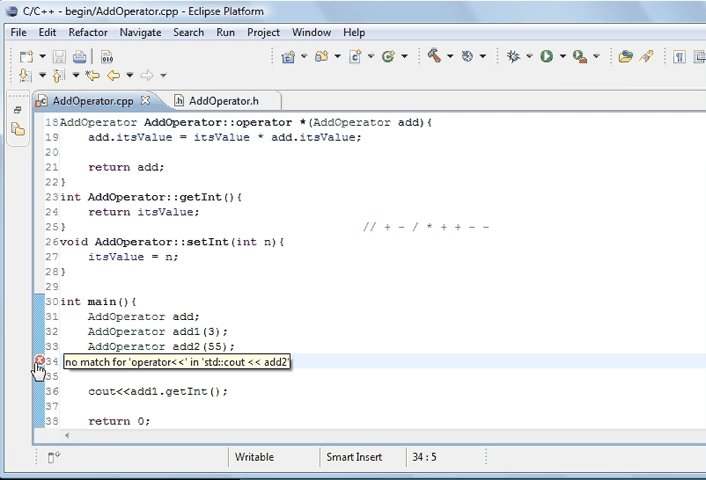 C/C++ - begin/AddOperator.cpp - Eclipse Platform
File Edit Refactor Navigate Search Run Project Window Help
AddOperator.cpp AddOperator.h
18 AddOperator AddOperator::operator *(AddOperator add){
19 add.itsValue = itsValue * add.itsValue;
20
21 return add;
22 }
23 int AddOperator::getInt(){
24 return itsValue;
25 } // + - / * + + - -
26 void AddOperator::setInt(int n){
27 itsValue = n;
28 }
29
30 int main(){
31 AddOperator add;
32 AddOperator add1(3);
33 AddOperator add2(55);
34 no match for 'operator<<' in 'std::cout << add2'
35
36 cout<<add1.getInt();
37
38 return 0;
Writable Smart Insert 34 : 5